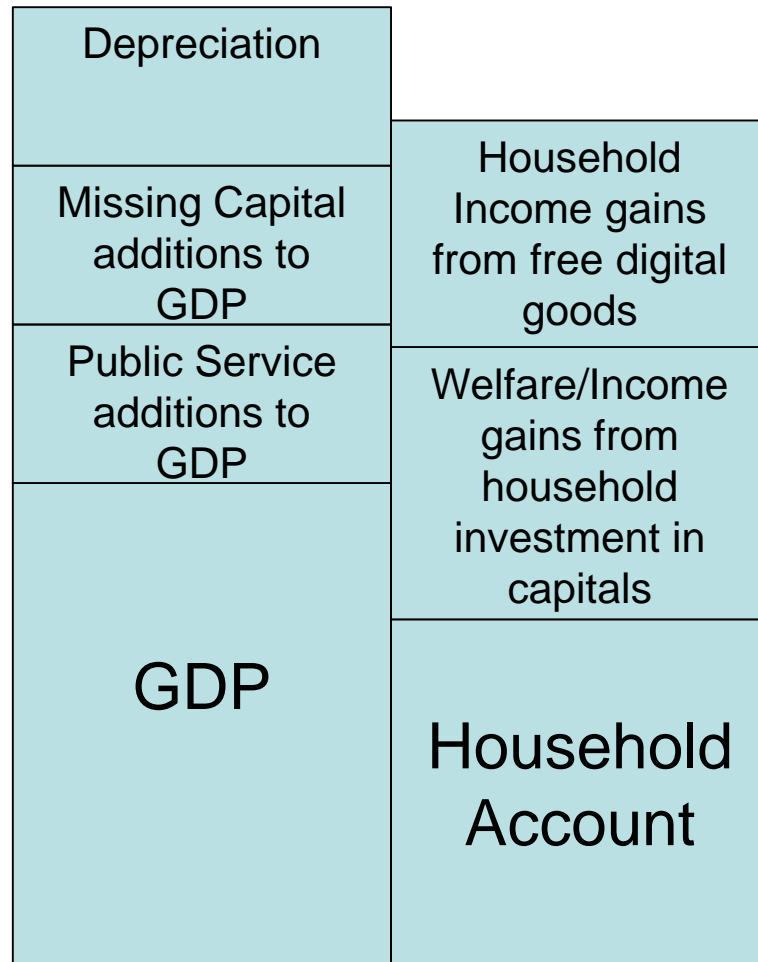 Depreciation
Missing Capital
additions to
GDP
Public Service
additions to
GDP
GDP
Household
Income gains
from free digital
goods
Welfare/Income
gains from
household
investment in
capitals
Household
Account